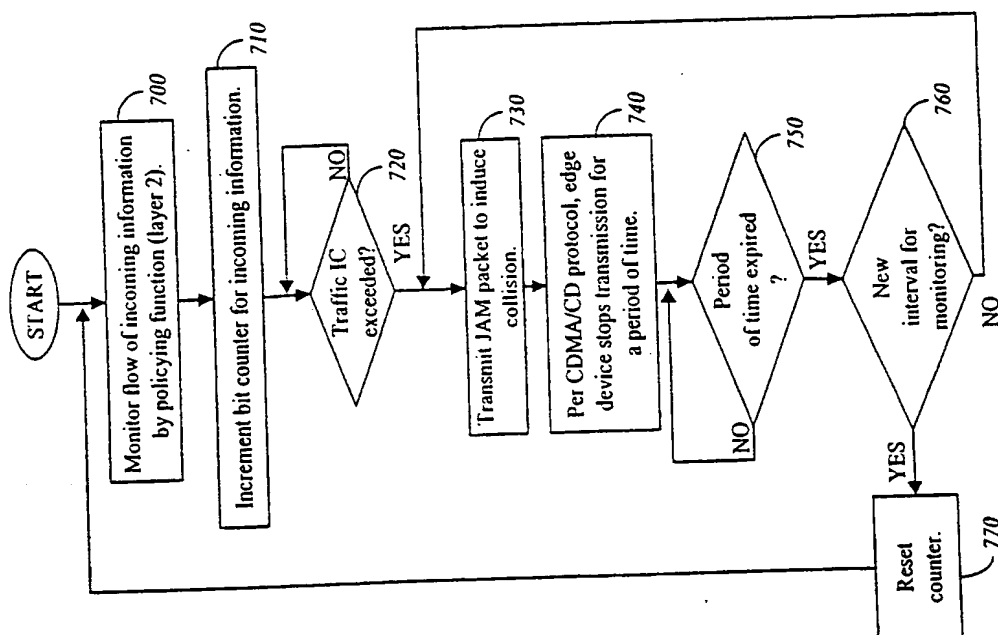 START
700
Monitor flow of incoming information
by policying function (layer 2).
710
Increment bit counter for incoming information.
NO
720
Traffic IC
exceeded?
YES
730
Transmit JAM packet to induce
collision.
740
Per CDMA/CD protocol, edge
device stops transmission for
a period of time.
750
Period
of time expired
?
NO
YES
760
New
interval for
monitoring?
NO
YES
Reset
counter.
770